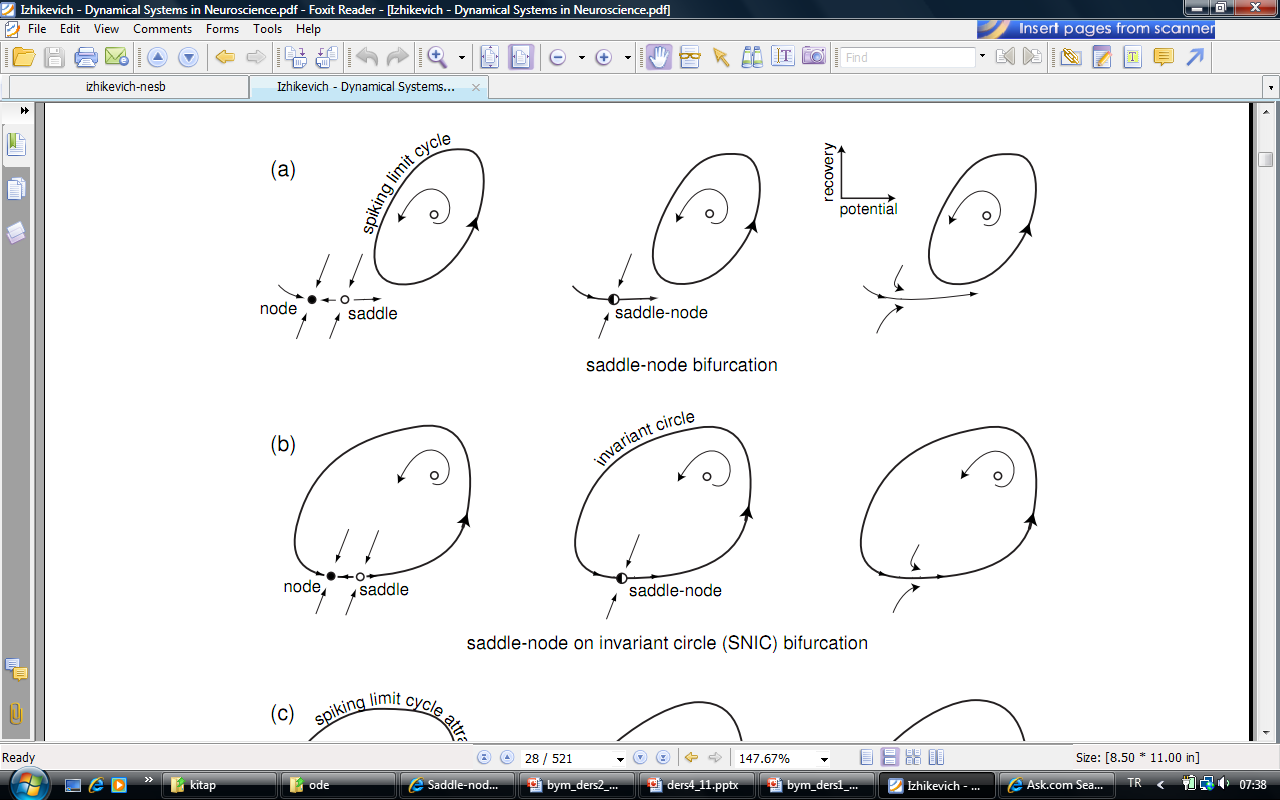 Izhikevich - Dynamical Systems in Neuroscience.pdf - Foxit Reader - [Izhikevich - Dynamical Systems in Neuroscience.pdf]
File Edit View Comments Forms Tools Help
Insert pages from scanner
Find
izhikevich-nesb
Izhikevich - Dynamical Systems...
(a)
spiking limit cycle
recovery
potential
node
saddle
saddle-node
saddle-node bifurcation
(b)
invariant circle
node
saddle
saddle-node
saddle-node on invariant circle (SNIC) bifurcation
(c)
spiking limit cycle attra
Ready
28 / 521
147.67%
Size: [8.50 * 11.00 in]
kitap
ode
Saddle-nod...
bym_ders2_...
ders4_11.pptx
bym_ders1_...
Izhikevich - ...
Ask.com Sea...
TR
07:38